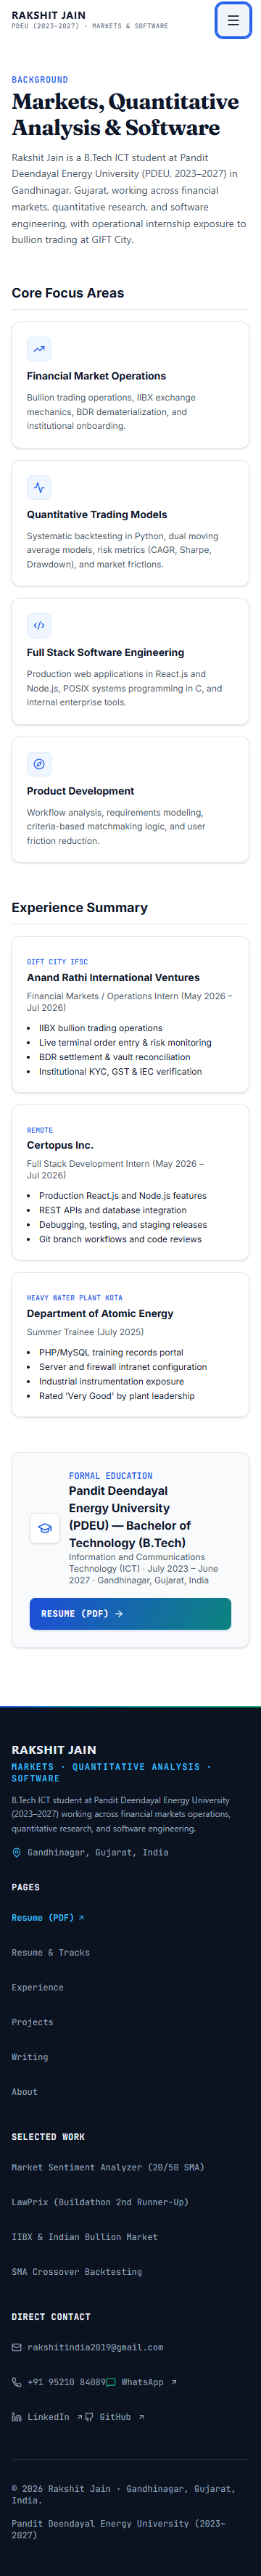 RAKSHIT JAIN
PDEU (2023-2027) · MARKETS & SOFTWARE
BACKGROUND
Markets, Quantitative
Analysis & Software
Rakshit Jain is a B.Tech ICT student at Pandit
Deendayal Energy University (PDEU, 2023–2027) in
Gandhinagar, Gujarat, working across financial
markets, quantitative research, and software
engineering, with operational internship exposure to
bullion trading at GIFT City.
Core Focus Areas
Financial Market Operations
Bullion trading operations, IIBX exchange
mechanics, BDR dematerialization, and
institutional onboarding.
Quantitative Trading Models
Systematic backtesting in Python, dual moving
average models, risk metrics (CAGR, Sharpe,
Drawdown), and market frictions.
Full Stack Software Engineering
Production web applications in React.js and
Node.js, POSIX systems programming in C, and
internal enterprise tools.
Product Development
Workflow analysis, requirements modeling,
criteria-based matchmaking logic, and user
friction reduction.
Experience Summary
GIFT CITY IFSC
Anand Rathi International Ventures
Financial Markets / Operations Intern (May 2026 –
Jul 2026)
• IIBX bullion trading operations
• Live terminal order entry & risk monitoring
• BDR settlement & vault reconciliation
• Institutional KYC, GST & IEC verification
REMOTE
Certopus Inc.
Full Stack Development Intern (May 2026 –
Jul 2026)
• Production React.js and Node.js features
• REST APIs and database integration
• Debugging, testing, and staging releases
• Git branch workflows and code reviews
HEAVY WATER PLANT KOTA
Department of Atomic Energy
Summer Trainee (July 2025)
• PHP/MySQL training records portal
• Server and firewall intranet configuration
• Industrial instrumentation exposure
• Rated 'Very Good' by plant leadership
FORMAL EDUCATION
Pandit Deendayal
Energy University
(PDEU) — Bachelor of
Technology (B.Tech)
Information and Communications
Technology (ICT) · July 2023 – June
2027 · Gandhinagar, Gujarat, India
RESUME (PDF) →
RAKSHIT JAIN
MARKETS · QUANTITATIVE ANALYSIS ·
SOFTWARE
B.Tech ICT student at Pandit Deendayal Energy University
(2023–2027) working across financial markets operations,
quantitative research, and software engineering.
Gandhinagar, Gujarat, India
PAGES
Resume (PDF) ↗
Resume & Tracks
Experience
Projects
Writing
About
SELECTED WORK
Market Sentiment Analyzer (20/50 SMA)
LawPrix (Buildathon 2nd Runner-Up)
IIBX & Indian Bullion Market
SMA Crossover Backtesting
DIRECT CONTACT
rakshitindia2019@gmail.com
+91 95210 84089 WhatsApp ↗
LinkedIn ↗ GitHub ↗
© 2026 Rakshit Jain · Gandhinagar, Gujarat,
India.
Pandit Deendayal Energy University (2023–
2027)